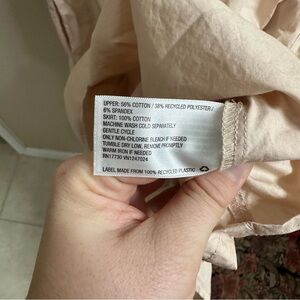 UPPER: 56% COTTON / 38% RECYCLED POLYESTER /
6% SPANDEX
SKIRT: 100% COTTON
MACHINE WASH COLD SEPARATELY
GENTLE CYCLE
ONLY NON-CHLORINE BLEACH IF NEEDED
TUMBLE DRY LOW, REMOVE PROMPTLY
WARM IRON IF NEEDED
RN17730 VN1247024
LABEL MADE FROM 100% RECYCLED PLASTIC